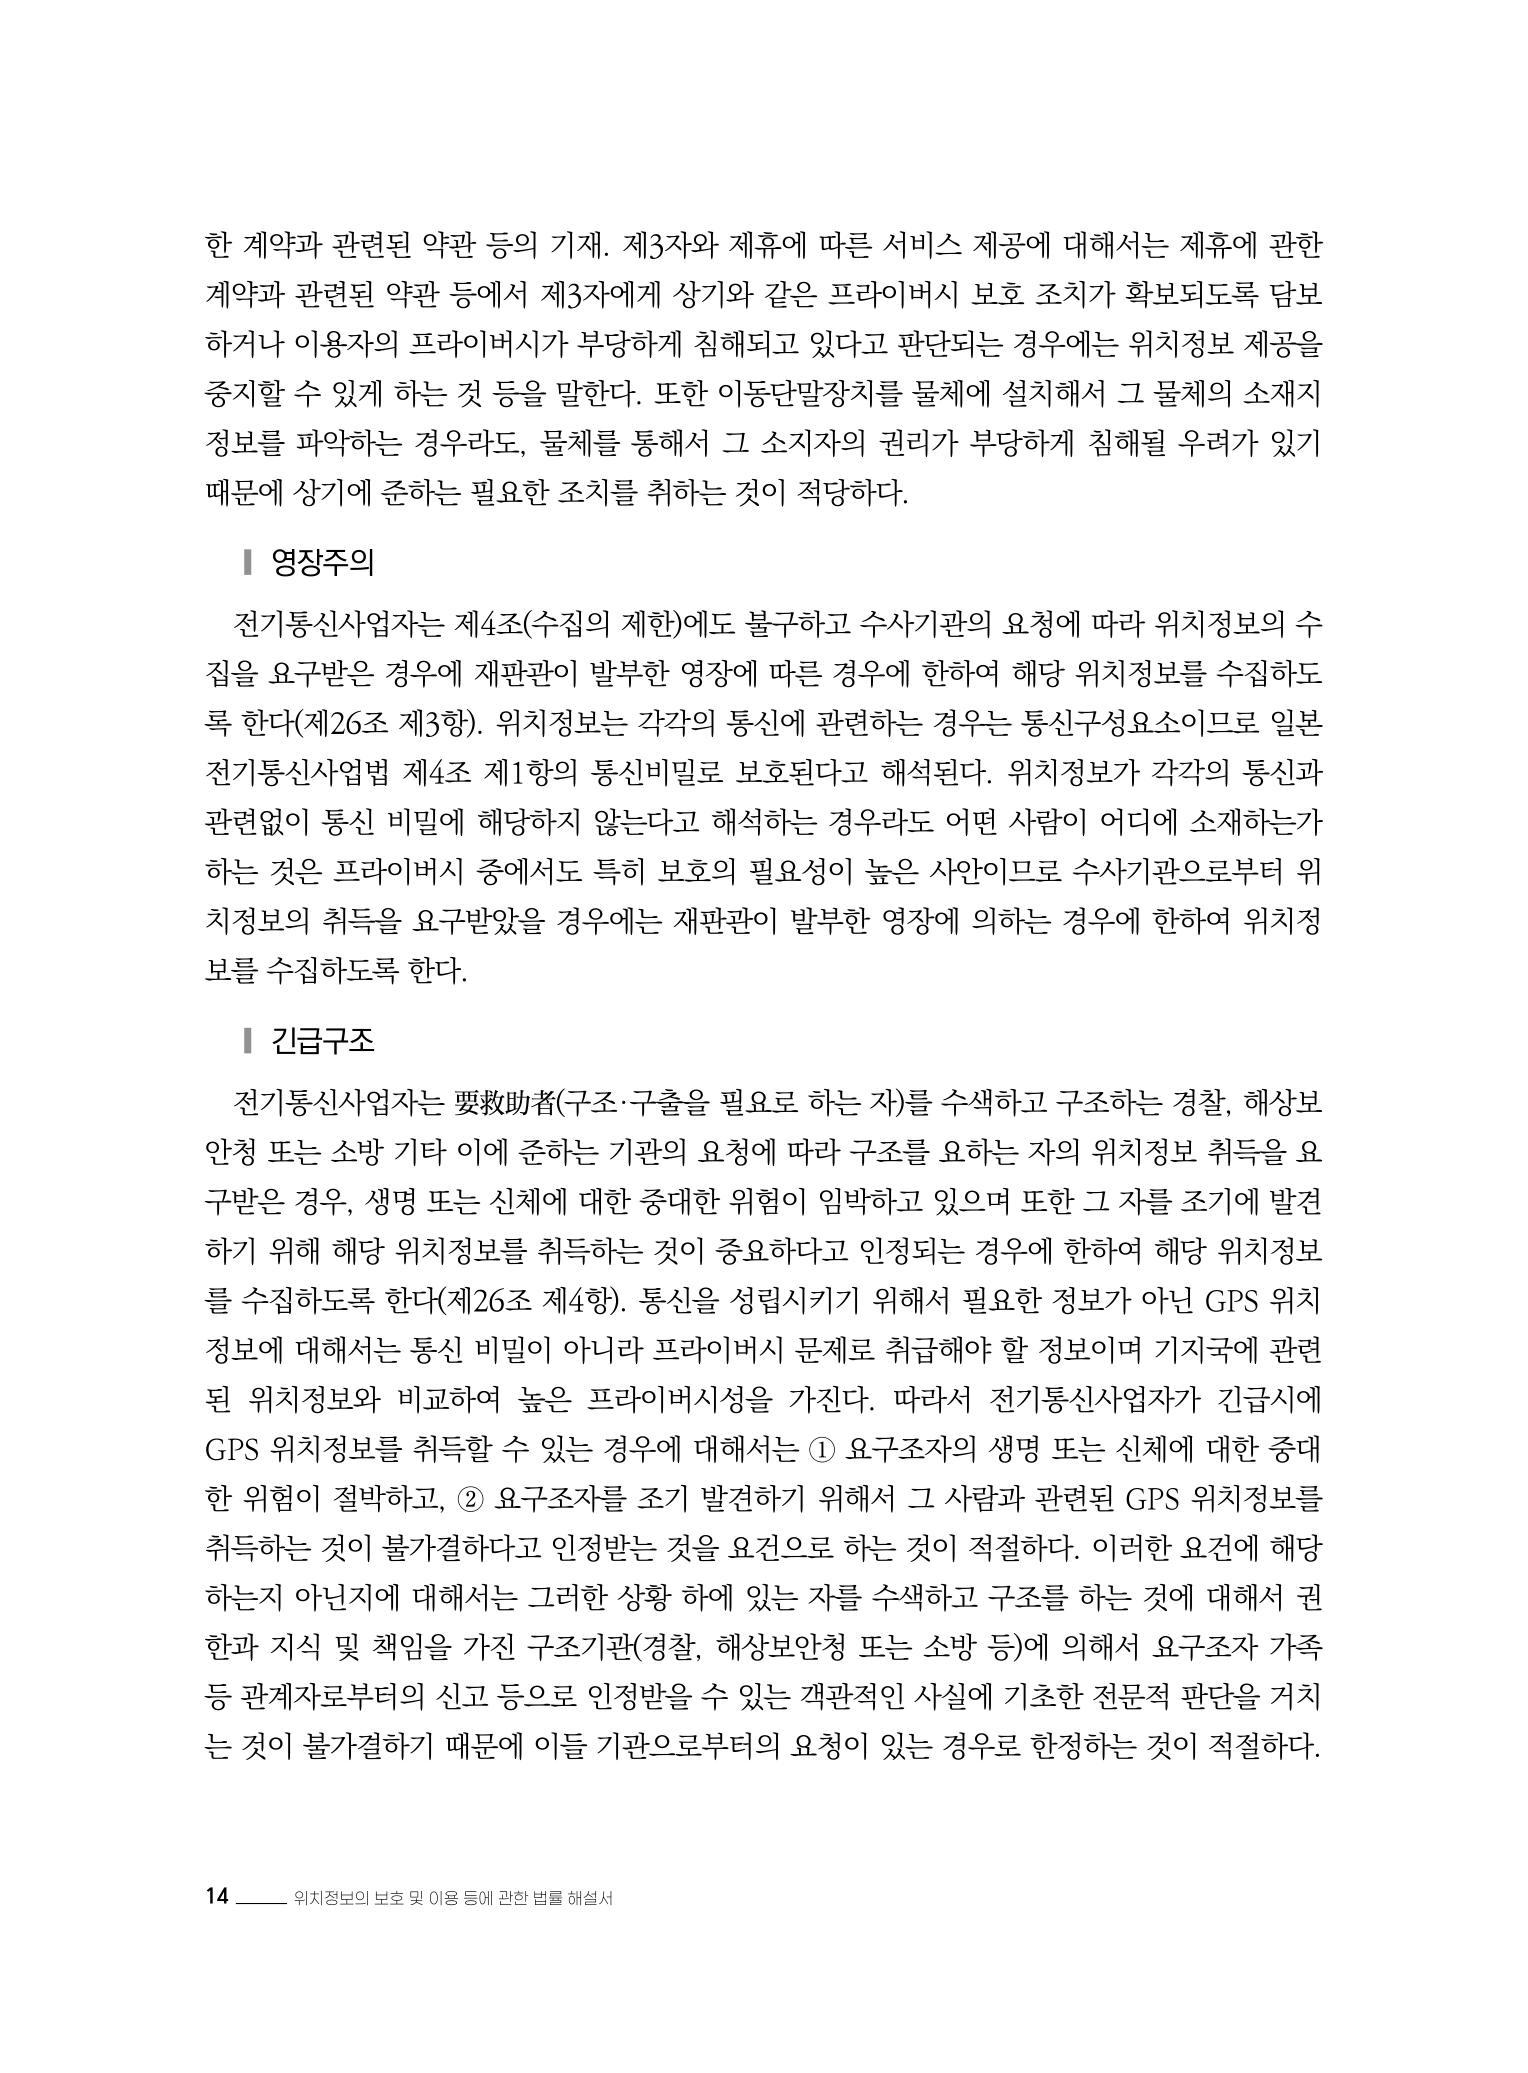 한 계약과 관련된 약관 등의 기재. 제3자와 제휴에 따른 서비스 제공에 대해서는 제휴에 관한
계약과 관련된 약관 등에서 제3자에게 상기와 같은 프라이버시 보호 조치가 확보되도록 담보
하거나 이용자의 프라이버시가 부당하게 침해되고 있다고 판단되는 경우에는 위치정보 제공을
중지할 수 있게 하는 것 등을 말한다. 또한 이동단말장치를 물체에 설치해서 그 물체의 소재지
정보를 파악하는 경우라도, 물체를 통해서 그 소지자의 권리가 부당하게 침해될 우려가 있기
때문에 상기에 준하는 필요한 조치를 취하는 것이 적당하다.
영장주의
전기통신사업자는 제4조(수집의 제한)에도 불구하고 수사기관의 요청에 따라 위치정보의 수
집을 요구받은 경우에 재판관이 발부한 영장에 따른 경우에 한하여 해당 위치정보를 수집하도
록 한다(제26조 제3항). 위치정보는 각각의 통신에 관련하는 경우는 통신구성요소이므로 일본
전기통신사업법 제4조 제1항의 통신비밀로 보호된다고 해석된다. 위치정보가 각각의 통신과
관련없이 통신 비밀에 해당하지 않는다고 해석하는 경우라도 어떤 사람이 어디에 소재하는가
하는 것은 프라이버시 중에서도 특히 보호의 필요성이 높은 사안이므로 수사기관으로부터 위
치정보의 취득을 요구받았을 경우에는 재판관이 발부한 영장에 의하는 경우에 한하여 위치정
보를 수집하도록 한다.
긴급구조
전기통신사업자는 要救助者(구조·구출을 필요로 하는 자)를 수색하고 구조하는 경찰, 해상보
안청 또는 소방 기타 이에 준하는 기관의 요청에 따라 구조를 요하는 자의 위치정보 취득을 요
구받은 경우, 생명 또는 신체에 대한 중대한 위험이 임박하고 있으며 또한 그 자를 조기에 발견
하기 위해 해당 위치정보를 취득하는 것이 중요하다고 인정되는 경우에 한하여 해당 위치정보
를 수집하도록 한다(제26조 제4항). 통신을 성립시키기 위해서 필요한 정보가 아닌 GPS 위치
정보에 대해서는 통신 비밀이 아니라 프라이버시 문제로 취급해야 할 정보이며 기지국에 관련
된 위치정보와 비교하여 높은 프라이버시성을 가진다. 따라서 전기통신사업자가 긴급시에
GPS 위치정보를 취득할 수 있는 경우에 대해서는 ① 요구조자의 생명 또는 신체에 대한 중대
한 위험이 절박하고, ② 요구조자를 조기 발견하기 위해서 그 사람과 관련된 GPS 위치정보를
취득하는 것이 불가결하다고 인정받는 것을 요건으로 하는 것이 적절하다. 이러한 요건에 해당
하는지 아닌지에 대해서는 그러한 상황 하에 있는 자를 수색하고 구조를 하는 것에 대해서 권
한과 지식 및 책임을 가진 구조기관(경찰, 해상보안청 또는 소방 등)에 의해서 요구조자 가족
등 관계자로부터의 신고 등으로 인정받을 수 있는 객관적인 사실에 기초한 전문적 판단을 거치
는 것이 불가결하기 때문에 이들 기관으로부터의 요청이 있는 경우로 한정하는 것이 적절하다.
14 위치정보의 보호 및 이용 등에 관한 법률 해설서